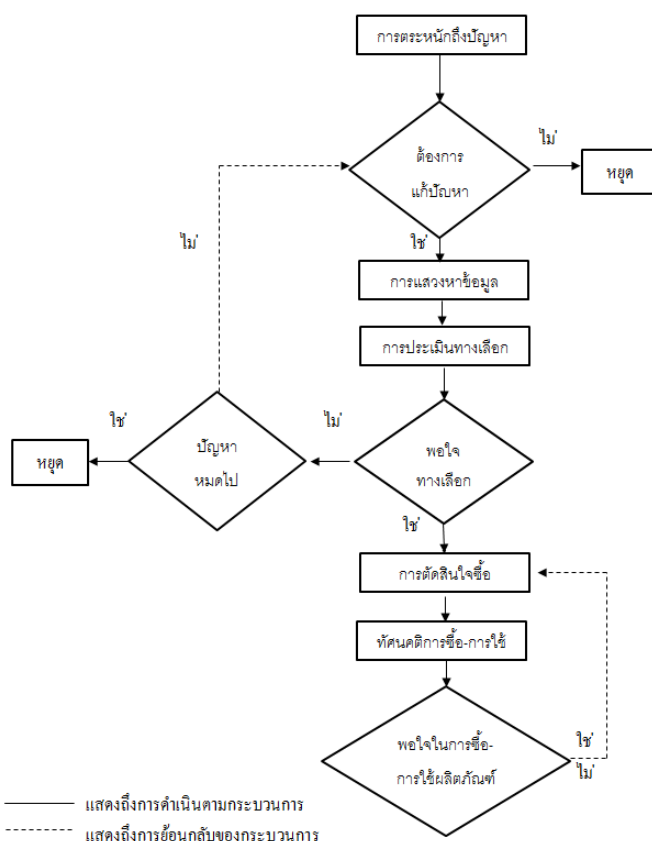 การตระหนักถึงปัญหา
ไม่
ต้องการ
แก้ปัญหา
หยุด
ไม่
ใช่
การแสวงหาข้อมูล
การประเมินทางเลือก
ใช่
ไม่
ปัญหา
หมดไป
หยุด
พอใจ
ทางเลือก
ใช่
การตัดสินใจซื้อ
ทัศนคติการซื้อ-การใช้
พอใจในการซื้อ-
การใช้ผลิตภัณฑ์
ใช่
ไม่
แสดงถึงการดำเนินตามกระบวนการ
แสดงถึงการย้อนกลับของกระบวนการ